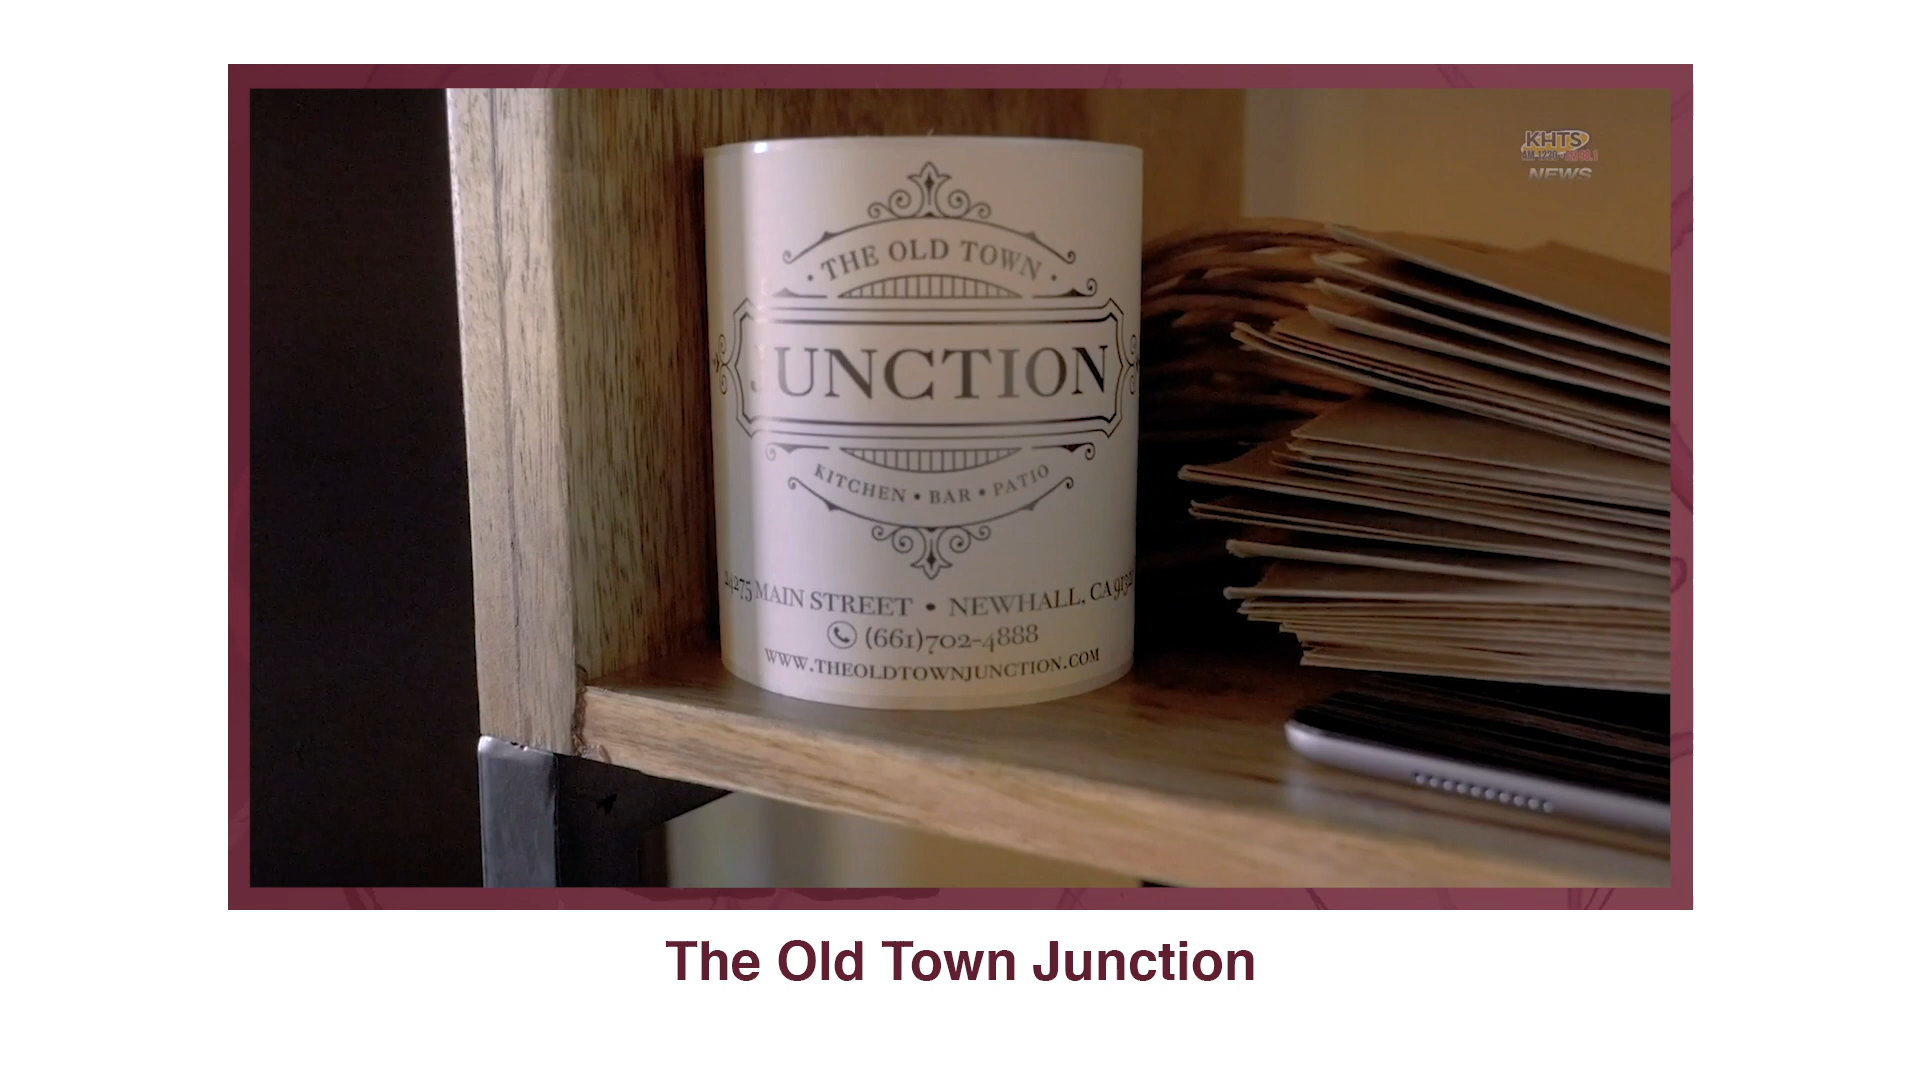 KHTS
NEWS
• THE OLD TOWN •
JUNCTION
KITCHEN • BAR • PATIO
24275 MAIN STREET • NEWHALL, CA
(661)702-4888
WWW.THEOLDTOWNJUNCTION.COM
The Old Town Junction